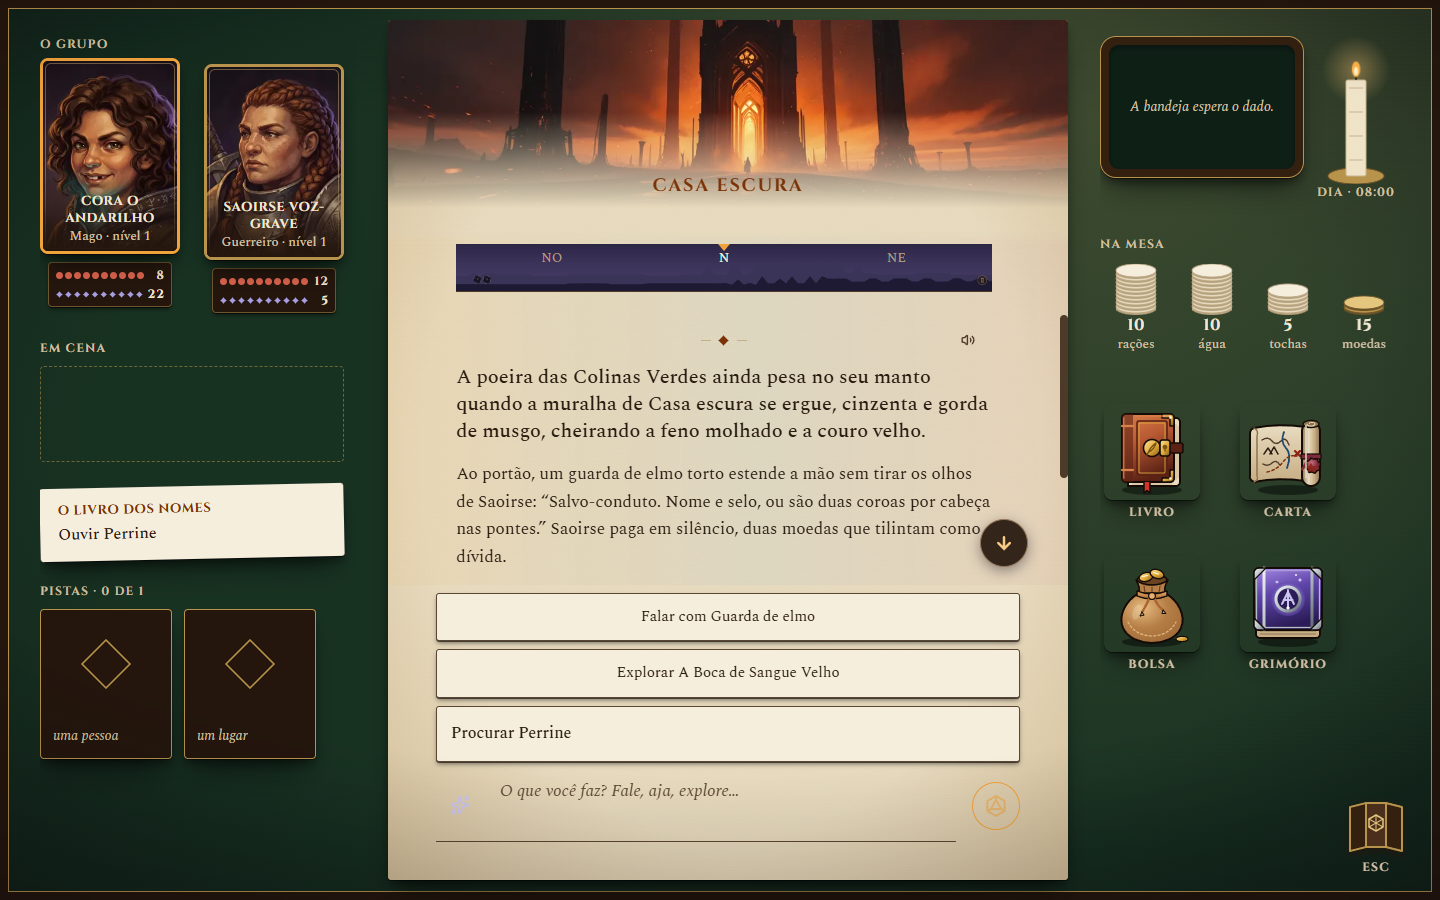 O GRUPO
CORA O
ANDARILHO
Mago · nível 1
8
22
SAOIRSE VOZ-
GRAVE
Guerreiro · nível 1
12
5
EM CENA
O LIVRO DOS NOMES
Ouvir Perrine
PISTAS · 0 DE 1
uma pessoa
um lugar
CASA ESCURA
NO
N
NE
A poeira das Colinas Verdes ainda pesa no seu manto
quando a muralha de Casa escura se ergue, cinzenta e gorda
de musgo, cheirando a feno molhado e a couro velho.
Ao portão, um guarda de elmo torto estende a mão sem tirar os olhos
de Saoirse: “Salvo-conduto. Nome e selo, ou são duas coroas por cabeça
nas pontes.” Saoirse paga em silêncio, duas moedas que tilintam como
dívida.
Falar com Guarda de elmo
Explorar A Boca de Sangue Velho
Procurar Perrine
O que você faz? Fale, aja, explore...
A bandeja espera o dado.
DIA · 08:00
NA MESA
10
rações
10
água
5
tochas
15
moedas
LIVRO
CARTA
BOLSA
GRIMÓRIO
ESC